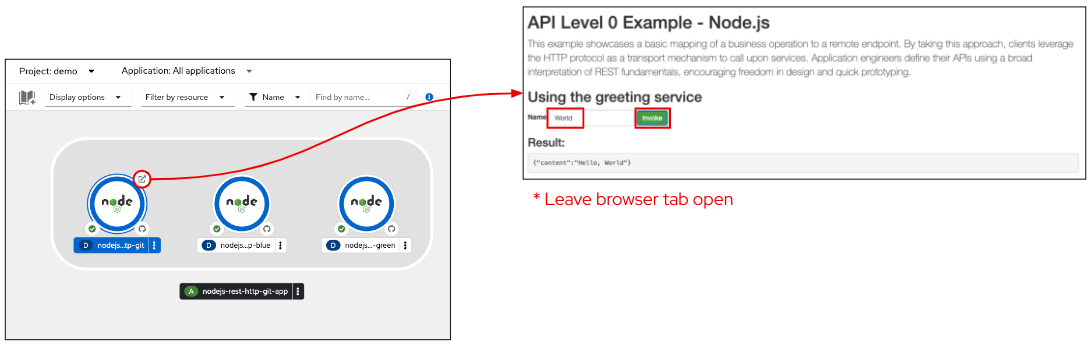 Project: demo
Application: All applications
Display options
Filter by resource
Name
Find by name...
/
i
node
JS
D nodejs...tp-git
node
JS
D nodejs...p-blue
node
JS
D nodejs...-green
A nodejs-rest-http-git-app
API Level 0 Example - Node.js
This example showcases a basic mapping of a business operation to a remote endpoint. By taking this approach, clients leverage
the HTTP protocol as a transport mechanism to call upon services. Application engineers define their APIs using a broad
interpretation of REST fundamentals, encouraging freedom in design and quick prototyping.
Using the greeting service
Name World Invoke
Result:
{"content":"Hello, World"}
* Leave browser tab open